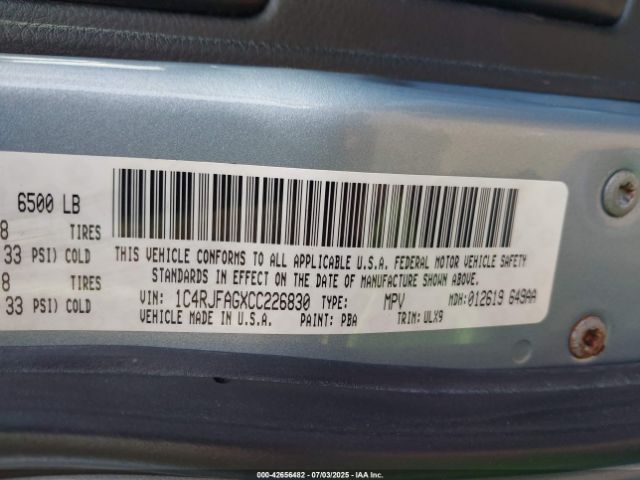 6500 LB
8 TIRES
33 PSI) COLD
8 TIRES
33 PSI) COLD
THIS VEHICLE CONFORMS TO ALL APPLICABLE U.S.A. FEDERAL MOTOR VEHICLE SAFETY
STANDARDS IN EFFECT ON THE DATE OF MANUFACTURE SHOWN ABOVE.
VIN: 1C4RJFAGXCC226830 TYPE: MPV MDH:012619 649AA
VEHICLE MADE IN U.S.A. PAINT: PBA TRIM: ULX9
000-42656482 - 07/03/2025 - IAA Inc.